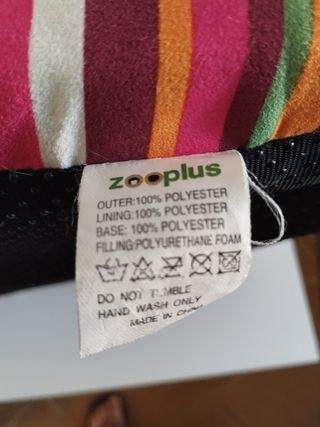 zooplus
OUTER:100% POLYESTER
LINING:100% POLYESTER
BASE: 100% POLYESTER
FILLING:POLYURETHANE FOAM
DO NOT TUMBLE
HAND WASH ONLY
MADE IN CHINA